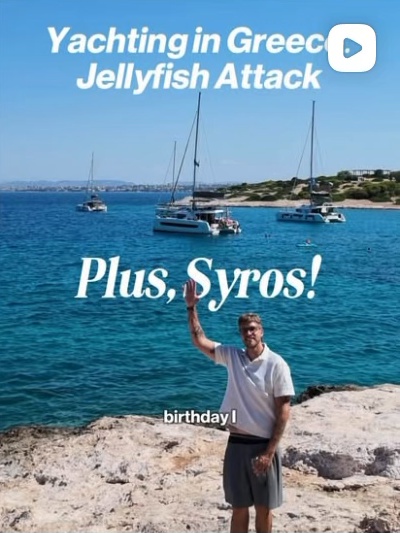 Yachting in Greece
Jellyfish Attack
Plus, Syros!
birthday I